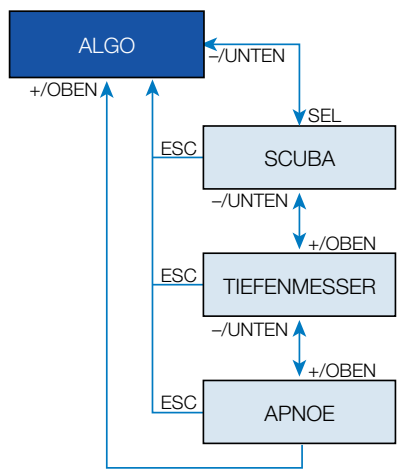 ALGO
–/UNTEN
+/OBEN
SEL
ESC
SCUBA
–/UNTEN
+/OBEN
ESC
TIEFENMESSER
–/UNTEN
+/OBEN
ESC
APNOE